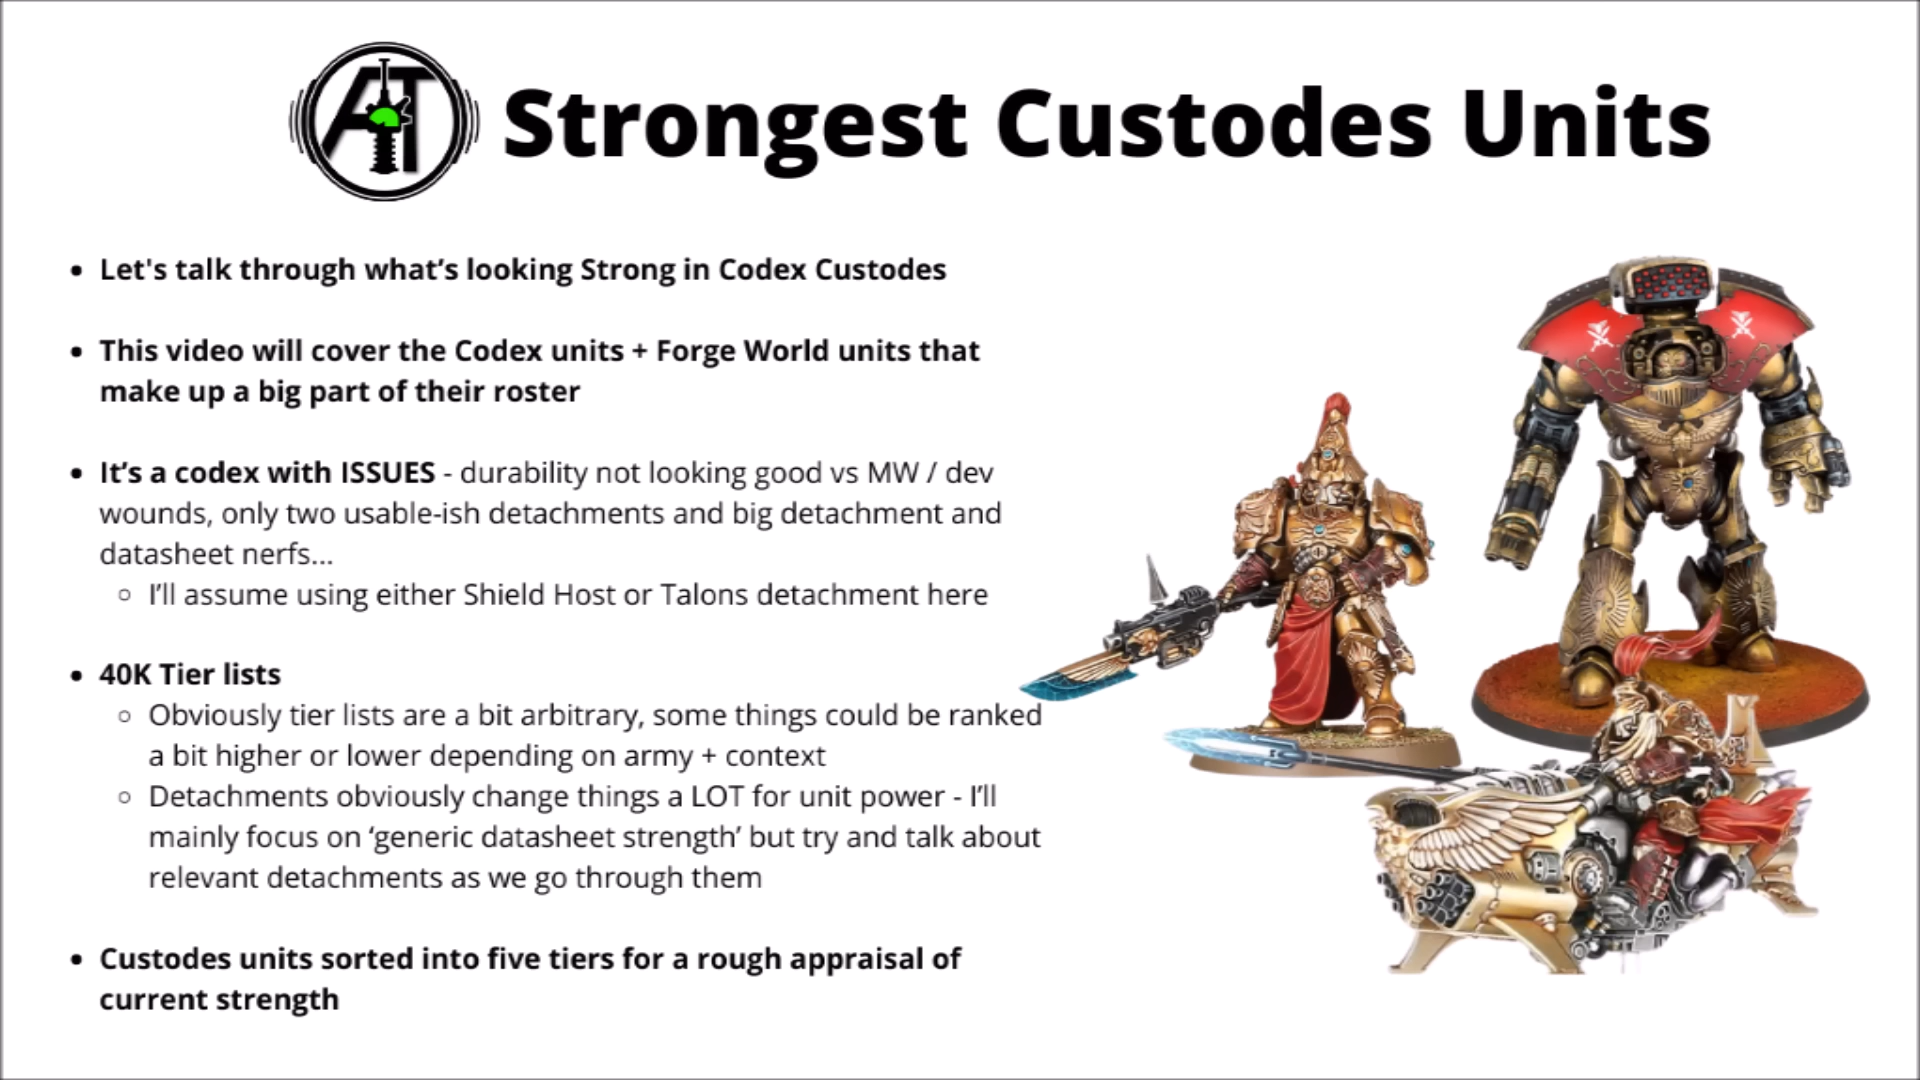 AT
Strongest Custodes Units
• Let's talk through what’s looking Strong in Codex Custodes
• This video will cover the Codex units + Forge World units that
make up a big part of their roster
• It’s a codex with ISSUES - durability not looking good vs MW / dev
wounds, only two usable-ish detachments and big detachment and
datasheet nerfs...
○ I’ll assume using either Shield Host or Talons detachment here
• 40K Tier lists
○ Obviously tier lists are a bit arbitrary, some things could be ranked
a bit higher or lower depending on army + context
○ Detachments obviously change things a LOT for unit power - I’ll
mainly focus on ‘generic datasheet strength’ but try and talk about
relevant detachments as we go through them
• Custodes units sorted into five tiers for a rough appraisal of
current strength